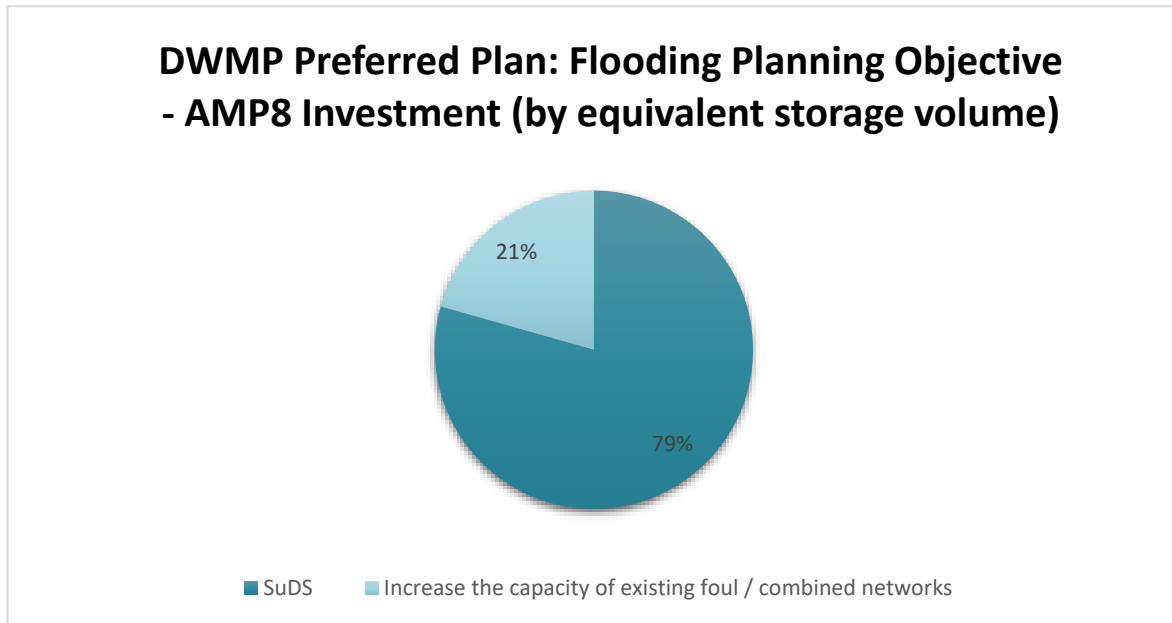 DWMP Preferred Plan: Flooding Planning Objective
- AMP8 Investment (by equivalent storage volume)
21%
79%
SuDS Increase the capacity of existing foul / combined networks